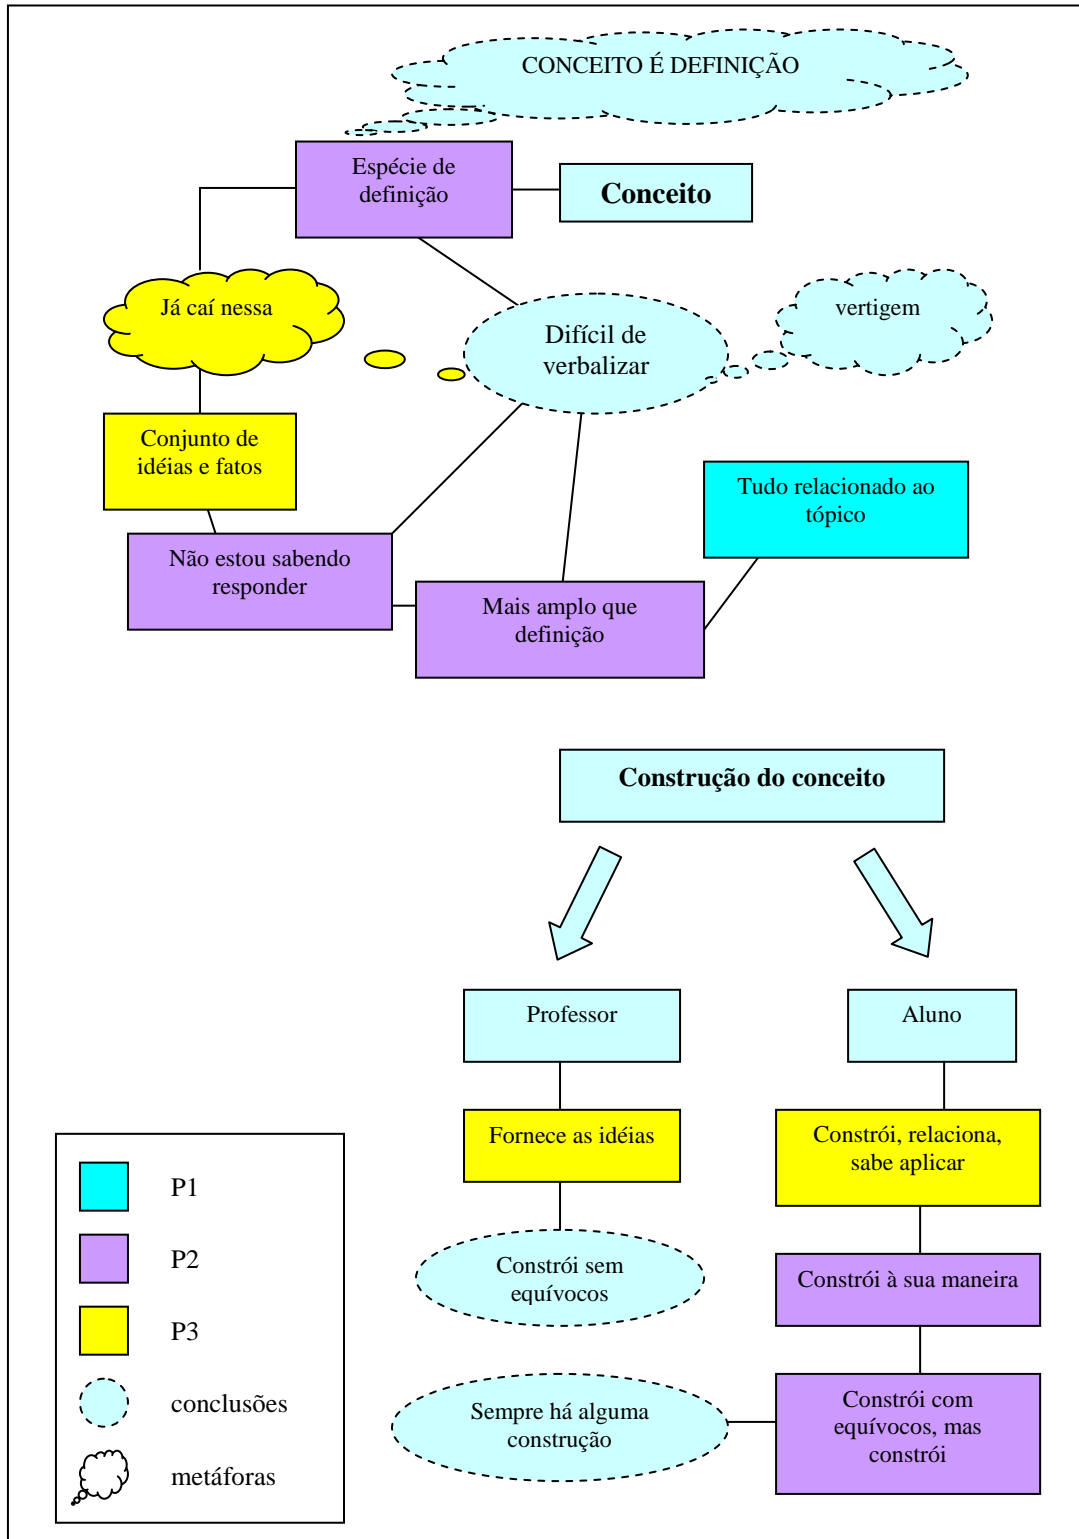 CONCEITO É DEFINIÇÃO
Espécie de
definição
Conceito
Já caí nessa
vertigem
Difícil de
verbalizar
Conjunto de
idéias e fatos
Tudo relacionado ao
tópico
Não estou sabendo
responder
Mais amplo que
definição
Construção do conceito
Professor
Aluno
Fornece as idéias
Constrói, relaciona,
sabe aplicar
Constrói sem
equívocos
Constrói à sua maneira
Sempre há alguma
construção
Constrói com
equívocos, mas
constrói
P1
P2
P3
conclusões
metáforas